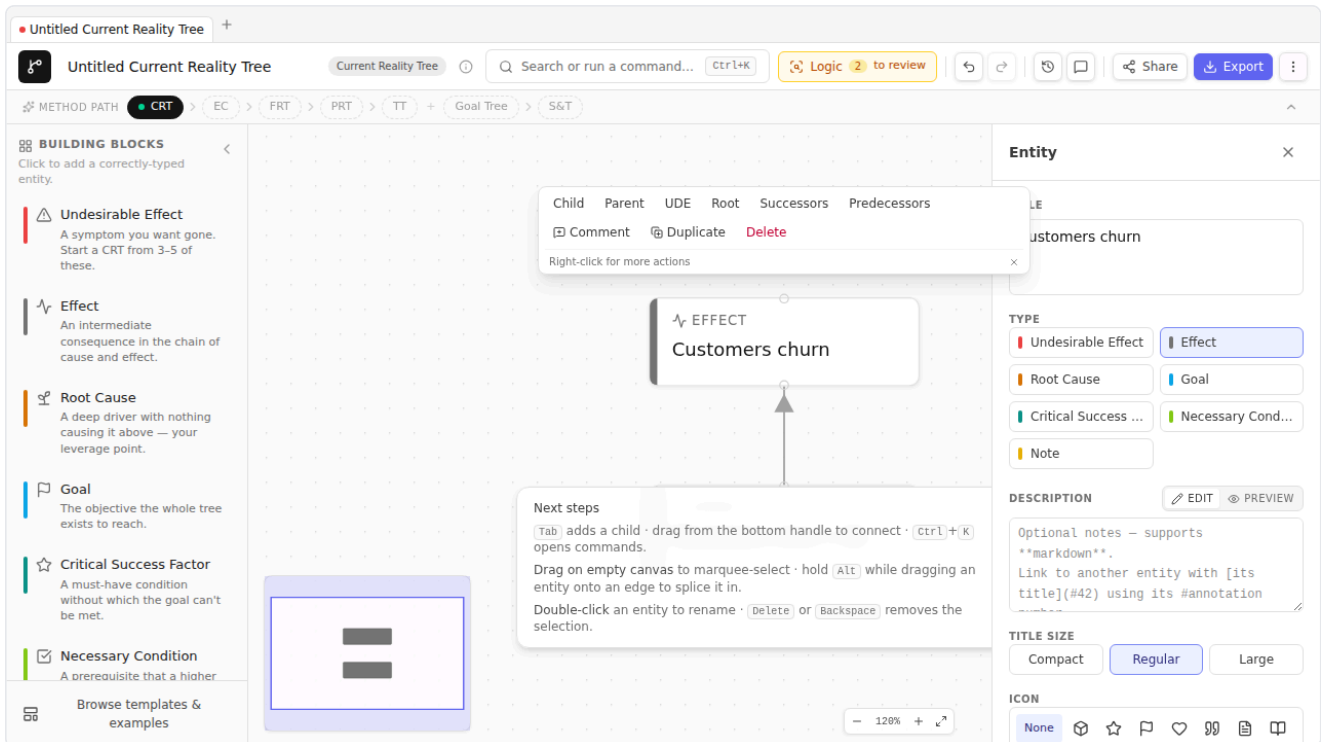 Untitled Current Reality Tree
Untitled Current Reality Tree
Current Reality Tree
Search or run a command...
Ctrl+K
Logic 2 to review
Share
Export
METHOD PATH
CRT
EC
FRT
PRT
TT
+
Goal Tree
S&T
BUILDING BLOCKS
Click to add a correctly-typed
entity.
Undesirable Effect
A symptom you want gone.
Start a CRT from 3–5 of
these.
Effect
An intermediate
consequence in the chain of
cause and effect.
Root Cause
A deep driver with nothing
causing it above — your
leverage point.
Goal
The objective the whole tree
exists to reach.
Critical Success Factor
A must-have condition
without which the goal can't
be met.
Necessary Condition
A prerequisite that a higher
Browse templates &
examples
Child Parent UDE Root Successors Predecessors
Comment Duplicate Delete
Right-click for more actions
EFFECT
Customers churn
Next steps
Tab adds a child · drag from the bottom handle to connect · Ctrl+K
opens commands.
Drag on empty canvas to marquee-select · hold Alt while dragging an
entity onto an edge to splice it in.
Double-click an entity to rename · Delete or Backspace removes the
selection.
− 120% +
Entity
LE
ustomers churn
TYPE
Undesirable Effect
Effect
Root Cause
Goal
Critical Success ...
Necessary Cond...
Note
DESCRIPTION
EDIT
PREVIEW
Optional notes — supports
**markdown**.
Link to another entity with [its
title](#42) using its #annotation
number
TITLE SIZE
Compact
Regular
Large
ICON
None